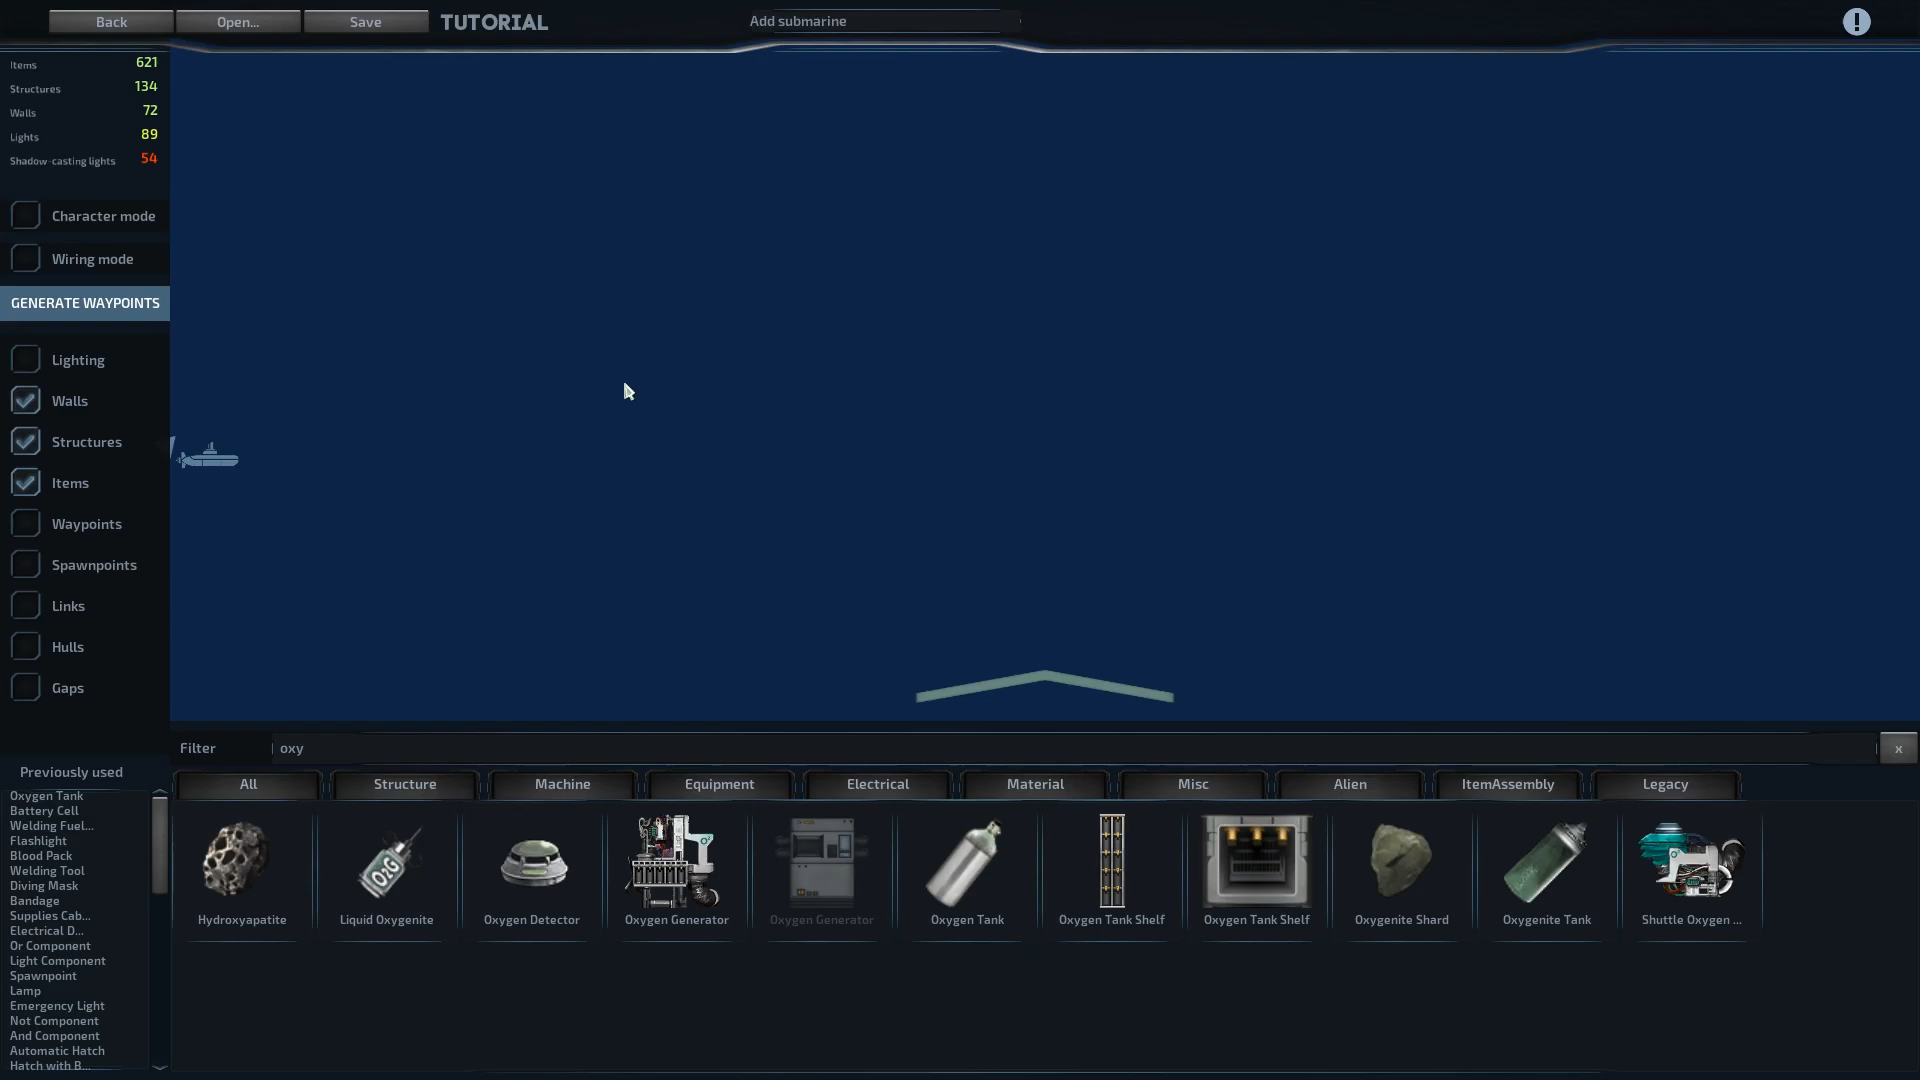 Back
Open...
Save
TUTORIAL
Add submarine
Items 621
Structures 134
Walls 72
Lights 89
Shadow-casting lights 54
Character mode
Wiring mode
GENERATE WAYPOINTS
Lighting
Walls
Structures
Items
Waypoints
Spawnpoints
Links
Hulls
Gaps
Filter
oxy
x
Previously used
Oxygen Tank
Battery Cell
Welding Fuel...
Flashlight
Blood Pack
Welding Tool
Diving Mask
Bandage
Supplies Cab...
Electrical D...
Or Component
Light Component
Spawnpoint
Lamp
Emergency Light
Not Component
And Component
Automatic Hatch
Hatch with B...
All
Structure
Machine
Equipment
Electrical
Material
Misc
Alien
ItemAssembly
Legacy
Hydroxyapatite
Liquid Oxygenite
Oxygen Detector
Oxygen Generator
Oxygen Generator
Oxygen Tank
Oxygen Tank Shelf
Oxygen Tank Shelf
Oxygenite Shard
Oxygenite Tank
Shuttle Oxygen ...